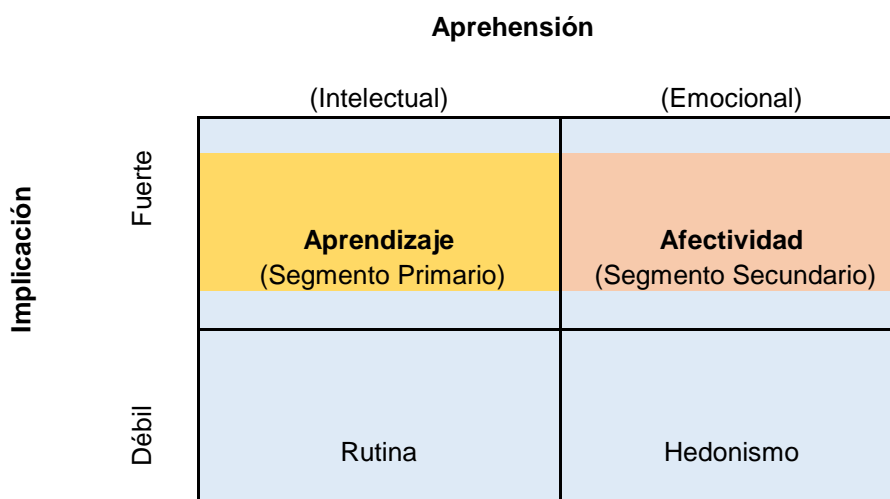 Aprehensión
(Intelectual)
(Emocional)
Implicación
Fuerte
Aprendizaje
(Segmento Primario)
Afectividad
(Segmento Secundario)
Débil
Rutina
Hedonismo